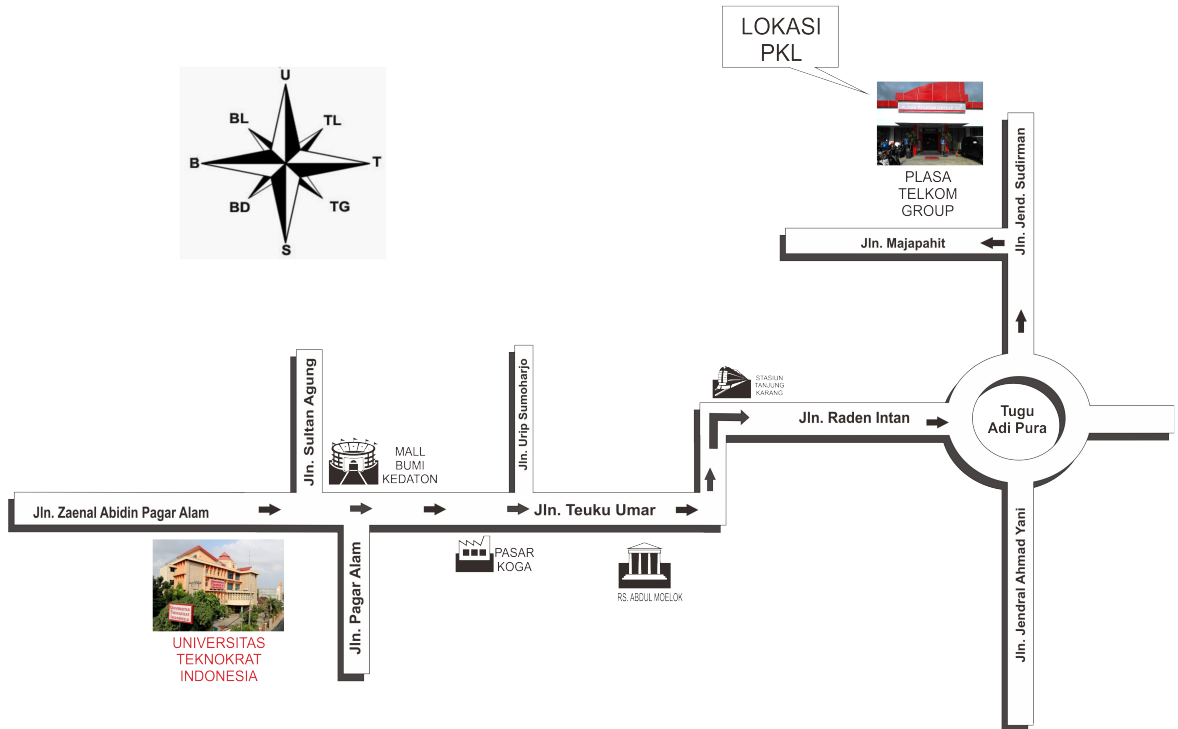 LOKASI
PKL
U
BL
TL
B
T
BD
TG
S
PLASA
TELKOM
GROUP
Jln. Jend. Sudirman
Jln. Majapahit
STASIUN
TANJUNG
KARANG
Jln. Raden Intan
Tugu
Adi Pura
Jln. Sultan Agung
MALL
BUMI
KEDATON
Jln. Urip Sumoharjo
Jln. Zaenal Abidin Pagar Alam
Jln. Teuku Umar
PASAR
KOGA
RS. ABDUL MOELOK
Jln. Pagar Alam
Jln. Jendral Ahmad Yani
UNIVERSITAS
TEKNOKRAT
INDONESIA